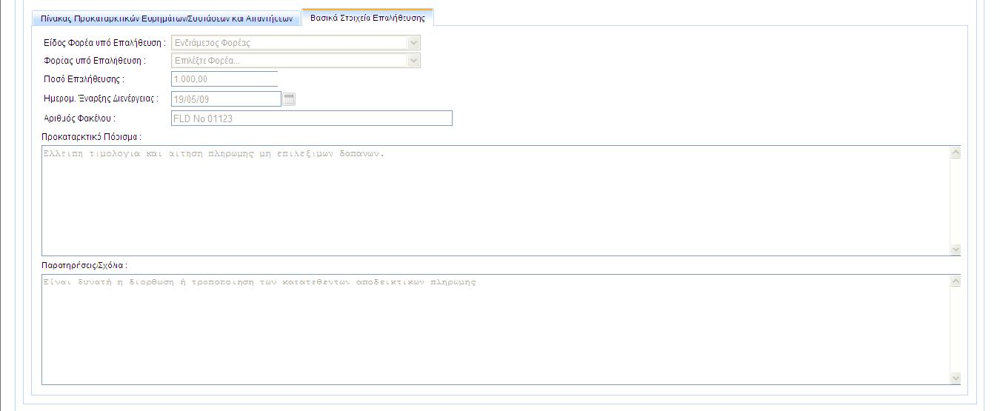 Πίνακας Προκαταρκτικών Ευρημάτων/Συστάσεων και Απαντήσεων Βασικά Στοιχεία Επαλήθευσης
Είδος Φορέα υπό Επαλήθευση : Ενδιάμεσος Φορέας
Φορέας υπό Επαλήθευση : Επιλέξτε Φορέα...
Ποσό Επαλήθευσης : 1.000,00
Ημερομ. Έναρξης Διενέργειας : 19/05/09
Αριθμός Φακέλου : FLD No 01123
Προκαταρκτικό Πόρισμα :
Ελλειπη τιμολογια και αιτηση πληρωμης μη επιλεξιμων δαπανων.
Παρατηρήσεις/Σχόλια :
Είναι δυνατή η διορθωση ή τροποποιηση των κατατεθεντων αποδεικτικων πληρωμης